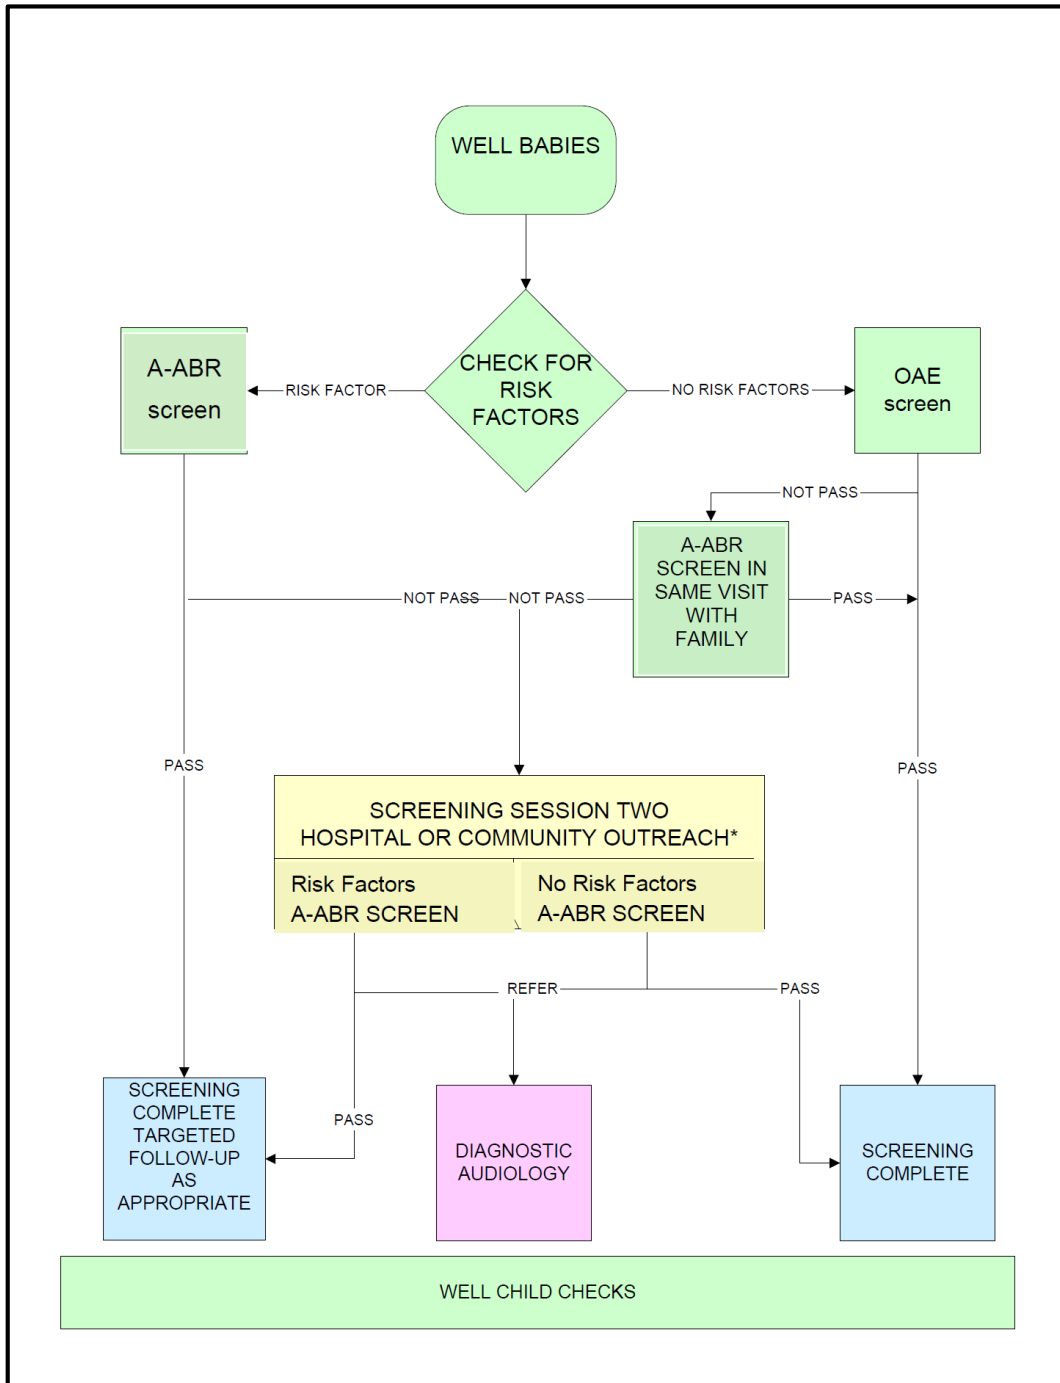 WELL BABIES
CHECK FOR
RISK
FACTORS
A-ABR
screen
RISK FACTOR
NO RISK FACTORS
OAE
screen
NOT PASS
A-ABR
SCREEN IN
SAME VISIT
WITH
FAMILY
NOT PASS
NOT PASS
PASS
PASS
PASS
SCREENING SESSION TWO
HOSPITAL OR COMMUNITY OUTREACH*
Risk Factors
A-ABR SCREEN
No Risk Factors
A-ABR SCREEN
REFER
PASS
PASS
SCREENING
COMPLETE
TARGETED
FOLLOW-UP
AS
APPROPRIATE
DIAGNOSTIC
AUDIOLOGY
SCREENING
COMPLETE
WELL CHILD CHECKS